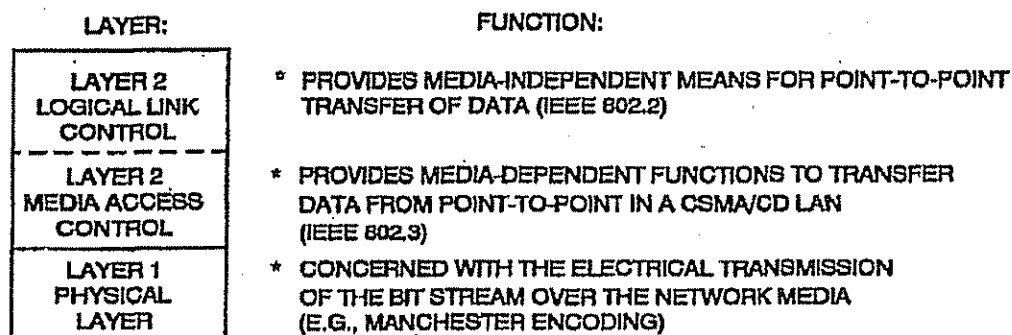 LAYER:
FUNCTION:
LAYER 2
LOGICAL LINK
CONTROL
* PROVIDES MEDIA-INDEPENDENT MEANS FOR POINT-TO-POINT
TRANSFER OF DATA (IEEE 802.2)
LAYER 2
MEDIA ACCESS
CONTROL
* PROVIDES MEDIA-DEPENDENT FUNCTIONS TO TRANSFER
DATA FROM POINT-TO-POINT IN A CSMA/CD LAN
(IEEE 802.3)
LAYER 1
PHYSICAL
LAYER
* CONCERNED WITH THE ELECTRICAL TRANSMISSION
OF THE BIT STREAM OVER THE NETWORK MEDIA
(E.G., MANCHESTER ENCODING)